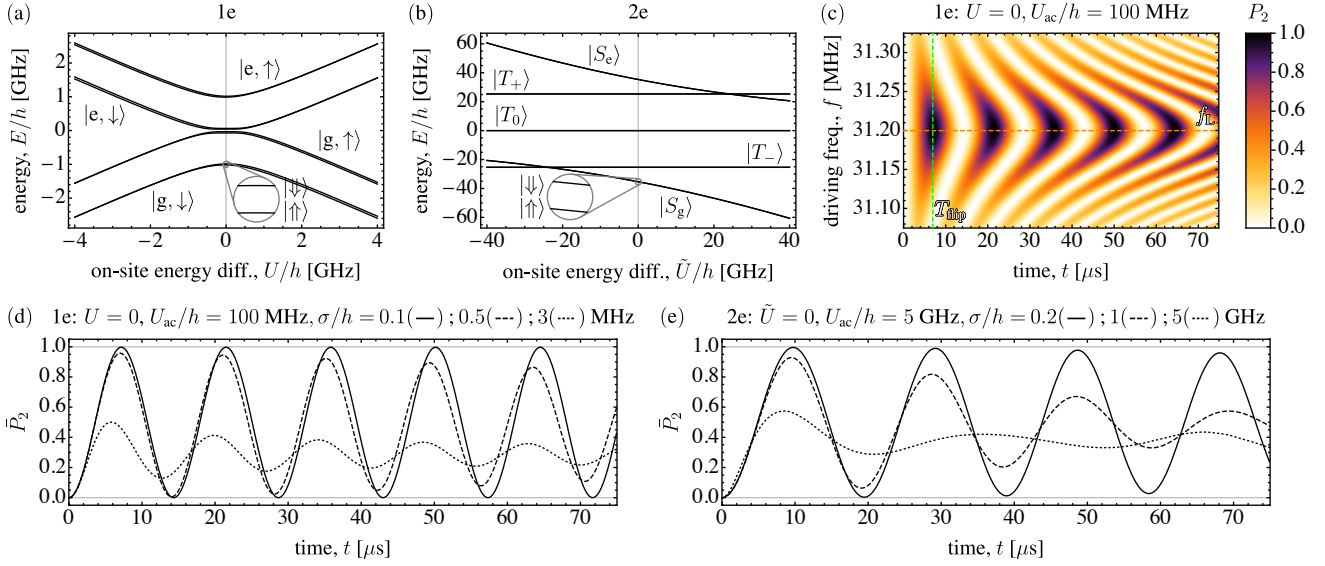 (a) 1e
energy, E/h [GHz]
2
1
0
−1
−2
|e,↑⟩
|e,↓⟩
|g,↑⟩
|g,↓⟩
|⇓⟩
|⇑⟩
−4 −2 0 2 4
on-site energy diff., U/h [GHz]
(b) 2e
energy, E/h [GHz]
60
40
20
0
−20
−40
−60
|S_e⟩
|T_+⟩
|T_0⟩
|T_−⟩
|⇓⟩
|⇑⟩
|S_g⟩
−40 −20 0 20 40
on-site energy diff., Ũ/h [GHz]
(c) 1e: U = 0, U_ac/h = 100 MHz P_2
driving freq., f [MHz]
31.30
31.25
31.20
31.15
31.10
f_L
T_flip
0 10 20 30 40 50 60 70
time, t [μs]
1.0
0.8
0.6
0.4
0.2
0.0
(d) 1e: U = 0, U_ac/h = 100 MHz, σ/h = 0.1(—) ; 0.5(---) ; 3(····) MHz
P̄_2
1.0
0.8
0.6
0.4
0.2
0.0
0 10 20 30 40 50 60 70
time, t [μs]
(e) 2e: Ũ = 0, U_ac/h = 5 GHz, σ/h = 0.2(—) ; 1(---) ; 5(····) GHz
P̄_2
1.0
0.8
0.6
0.4
0.2
0.0
0 10 20 30 40 50 60 70
time, t [μs]